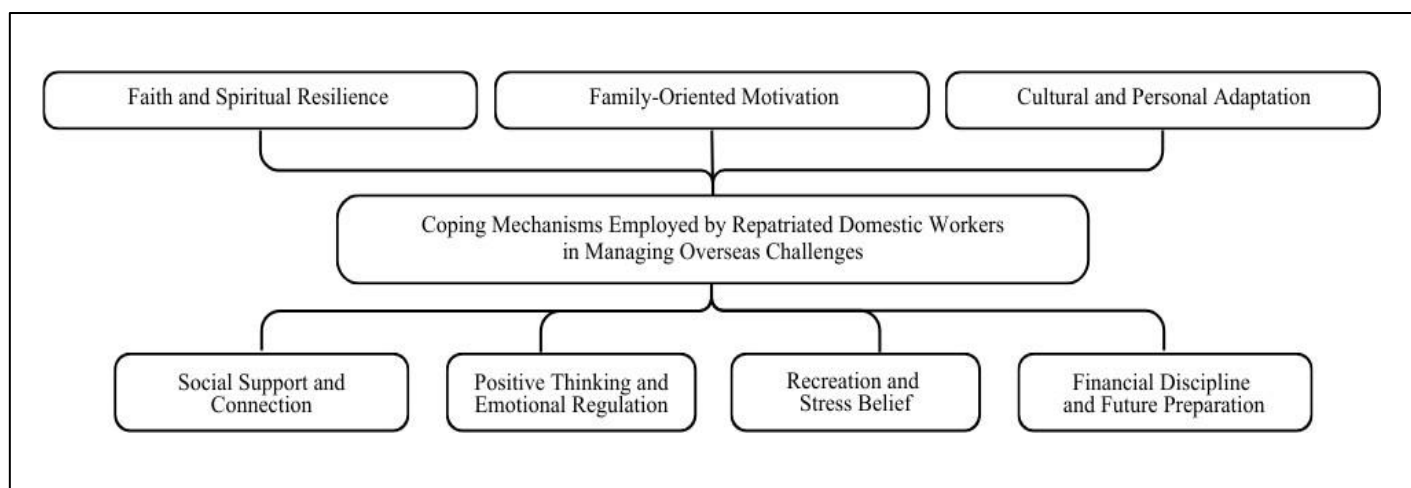 Faith and Spiritual Resilience
Family-Oriented Motivation
Cultural and Personal Adaptation
Coping Mechanisms Employed by Repatriated Domestic Workers
in Managing Overseas Challenges
Social Support and
Connection
Positive Thinking and
Emotional Regulation
Recreation and
Stress Belief
Financial Discipline
and Future Preparation